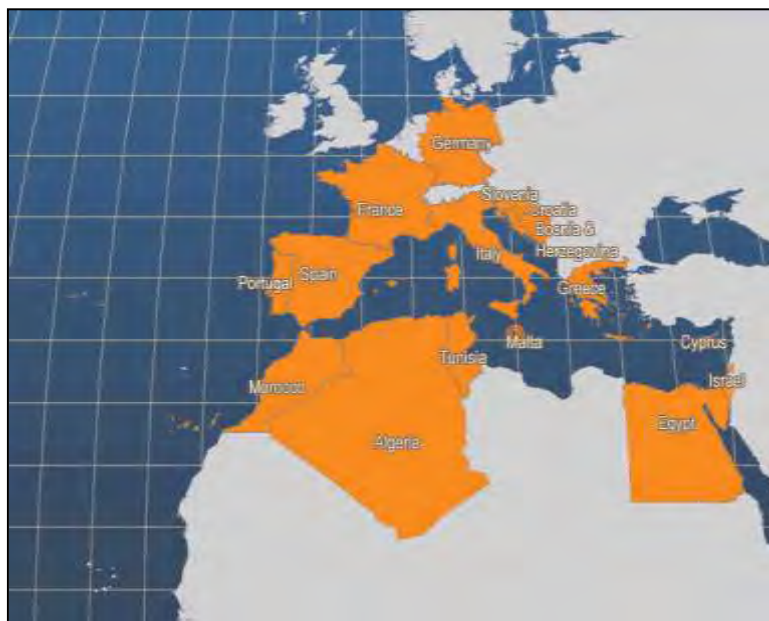 Germany
Slovenia
Croatia
France
Bosnia &
Herzegovina
Italy
Spain
Portugal
Greece
Malta
Cyprus
Tunisia
Israel
Morocco
Egypt
Algeria